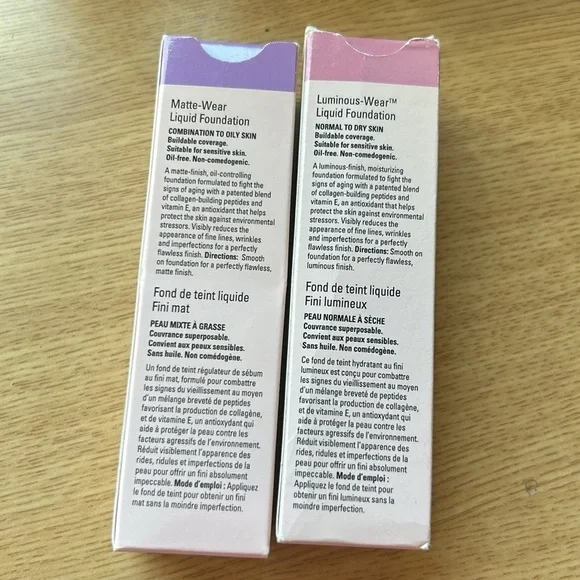 Matte-Wear
Liquid Foundation
COMBINATION TO OILY SKIN
Buildable coverage.
Suitable for sensitive skin.
Oil-free. Non-comedogenic.
A matte-finish, oil-controlling
foundation formulated to fight the
signs of aging with a patented blend
of collagen-building peptides and
vitamin E, an antioxidant that helps
protect the skin against environmental
stressors. Visibly reduces the
appearance of fine lines, wrinkles
and imperfections for a perfectly
flawless finish. Directions: Smooth
on foundation for a perfectly flawless,
matte finish.
Fond de teint liquide
Fini mat
PEAU MIXTE À GRASSE
Couvrance superposable.
Convient aux peaux sensibles.
Sans huile. Non comédogène.
Un fond de teint régulateur de sébum
au fini mat, formulé pour combattre
les signes du vieillissement au moyen
d'un mélange breveté de peptides
favorisant la production de collagène,
et de vitamine E, un antioxydant qui
aide à protéger la peau contre les
facteurs agressifs de l'environnement.
Réduit visiblement l'apparence des
rides, ridules et imperfections de la
peau pour offrir un fini absolument
impeccable. Mode d'emploi : Appliquez
le fond de teint pour obtenir un fini
mat sans la moindre imperfection.
Luminous-Wear™
Liquid Foundation
NORMAL TO DRY SKIN
Buildable coverage.
Suitable for sensitive skin.
Oil-free. Non-comedogenic.
A luminous-finish, moisturizing
foundation formulated to fight the
signs of aging with a patented blend
of collagen-building peptides and
vitamin E, an antioxidant that helps
protect the skin against environmental
stressors. Visibly reduces the
appearance of fine lines, wrinkles
and imperfections for a perfectly
flawless finish. Directions: Smooth on
foundation for a perfectly flawless,
luminous finish.
Fond de teint liquide
Fini lumineux
PEAU NORMALE À SÈCHE
Couvrance superposable.
Convient aux peaux sensibles.
Sans huile. Non comédogène.
Ce fond de teint hydratant au fini
lumineux est conçu pour combattre
les signes du vieillissement au moyen
d'un mélange breveté de peptides
favorisant la production de collagène,
et de vitamine E, un antioxydant qui
aide à protéger la peau contre les
facteurs agressifs de l'environnement.
Réduit visiblement l'apparence des
rides, ridules et imperfections de la
peau pour offrir un fini absolument
impeccable. Mode d'emploi :
Appliquez le fond de teint pour
obtenir un fini lumineux sans la
moindre imperfection.